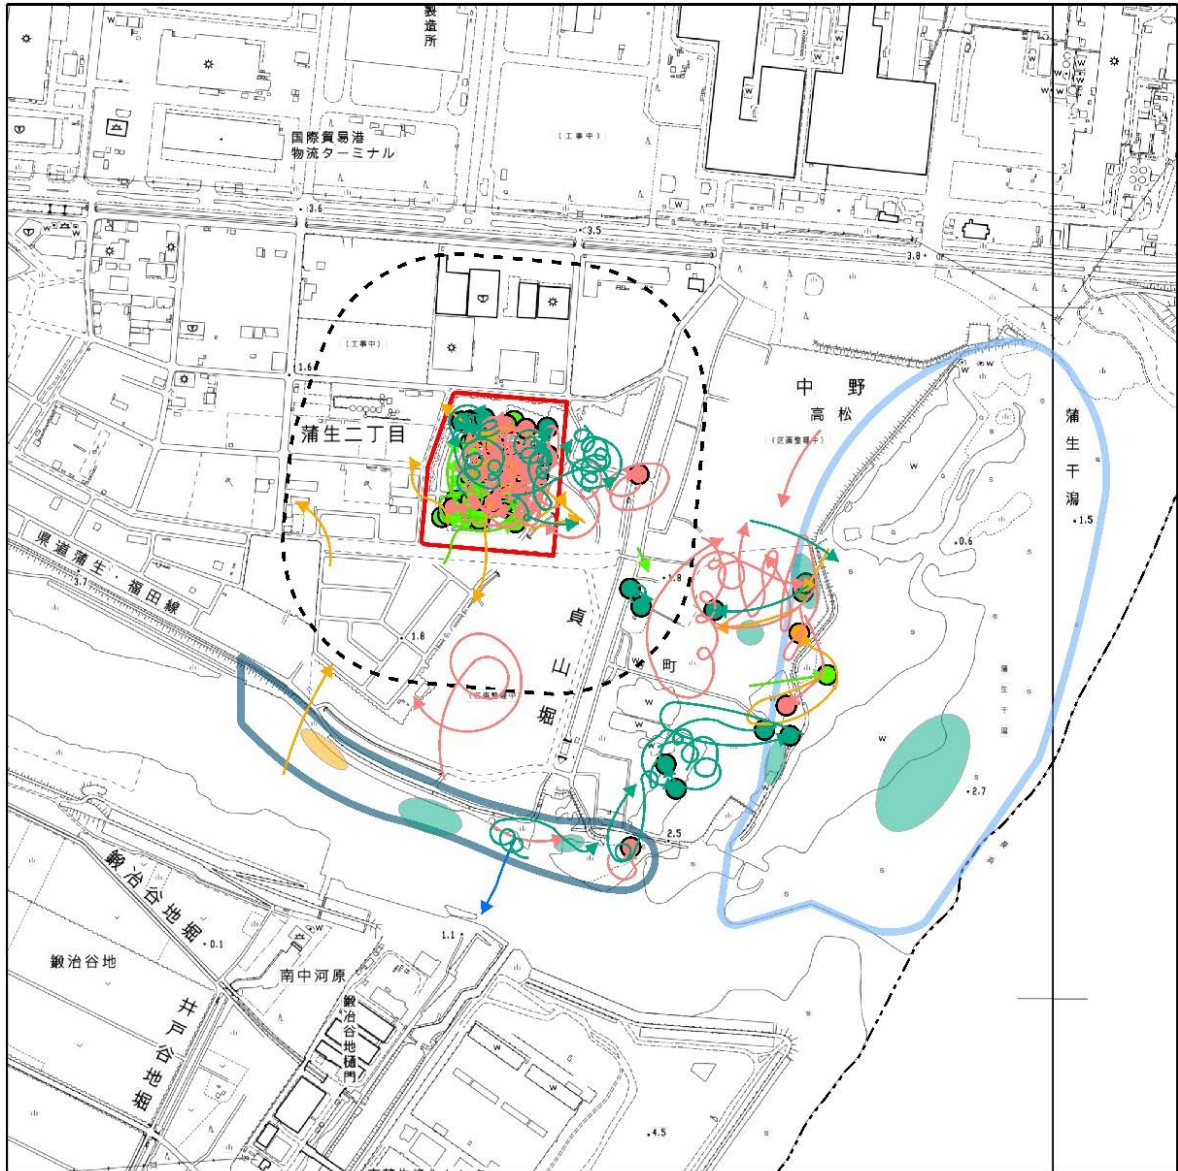 製造所
国際貿易港
物流ターミナル
(工事中)
3.6
3.5
3.8
(工事中)
1.6
中野
高松
(区画整理中)
蒲生干潟
蒲生二丁目
1.5
0.6
県道蒲生・福田線
3.7
1.8
1.8
貞山堀
町
蒲生干潟
2.7
2.5
鍛冶谷地堀
0.1
1.1
鍛治谷地
南中河原
鍛冶谷地樋門
井戸谷地堀
4.5